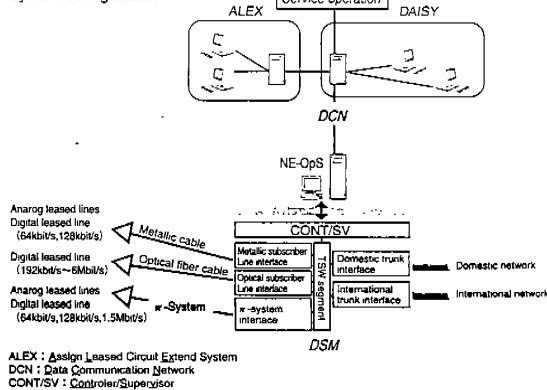 Service operation
ALEX
DAISY
DCN
NE-OpS
CONT/SV
Anarog leased lines
Digital leased line
(64kbit/s,128kbit/s)
Metallic cable
Metallic subscriber
Line interface
Digital leased line
(192kbit/s~6Mbit/s)
Optical fiber cable
Optical subscriber
Line interface
Anarog leased lines
Digital leased line
(64kbit/s,128kbit/s,1.5Mbit/s)
π-System
π-system
interface
TSW segment
Domestic trunk
interface
Domestic network
International
trunk interface
International network
DSM
ALEX : Assign Leased Circuit Extend System
DCN : Data Communication Network
CONT/SV : Controler/Supervisor